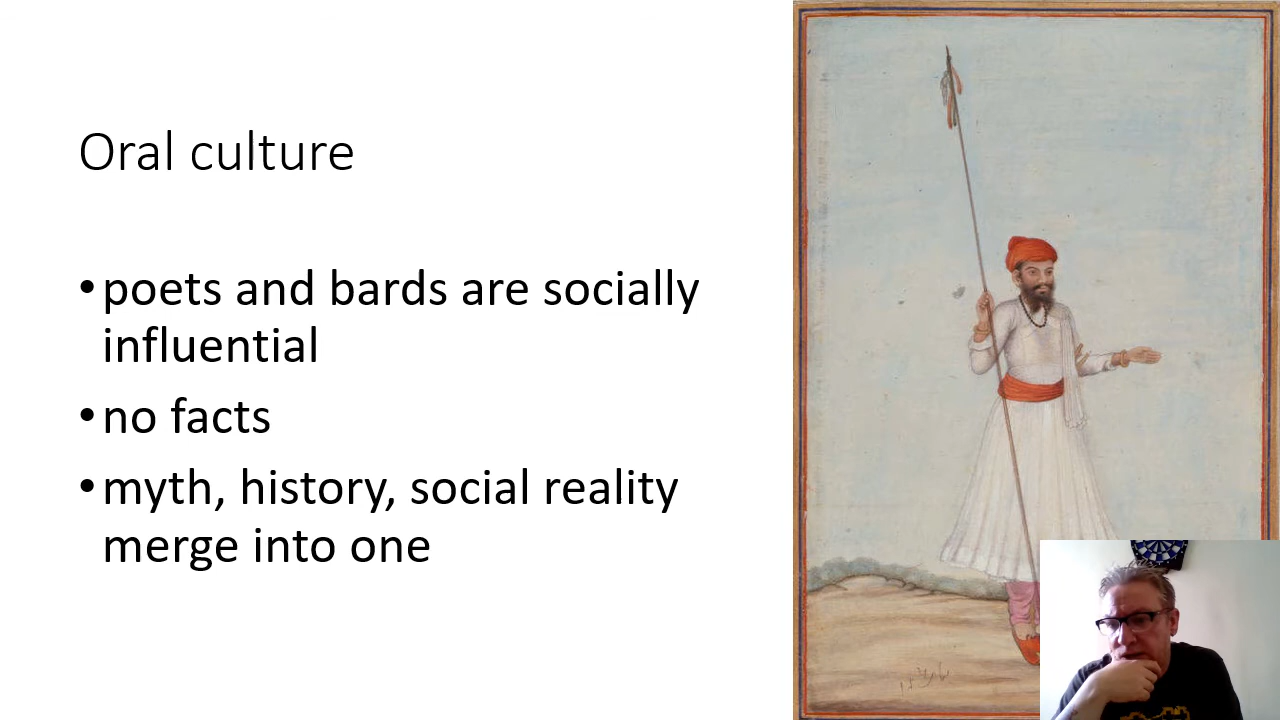 Oral culture
•poets and bards are socially
influential
•no facts
•myth, history, social reality
merge into one